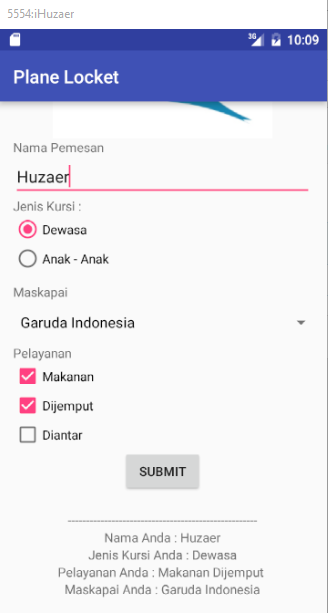 5554:iHuzaer
3G 10:09
Plane Locket
Nama Pemesan
Huzaer
Jenis Kursi :
Dewasa
Anak - Anak
Maskapai
Garuda Indonesia
Pelayanan
Makanan
Dijemput
Diantar
SUBMIT
--------------------------------------------------
Nama Anda : Huzaer
Jenis Kursi Anda : Dewasa
Pelayanan Anda : Makanan Dijemput
Maskapai Anda : Garuda Indonesia